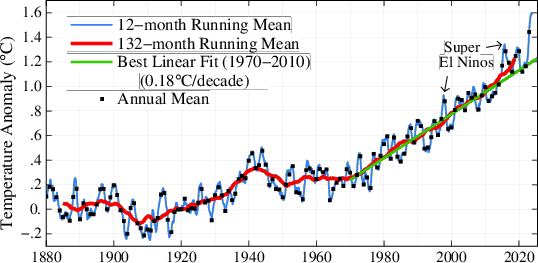 12-month Running Mean
132-month Running Mean
Best Linear Fit (1970-2010)
(0.18°C/decade)
Annual Mean
Super
El Ninos
Temperature Anomaly (°C)
1.6
1.4
1.2
1.0
.8
.6
.4
.2
0.
-.2
1880 1900 1920 1940 1960 1980 2000 2020